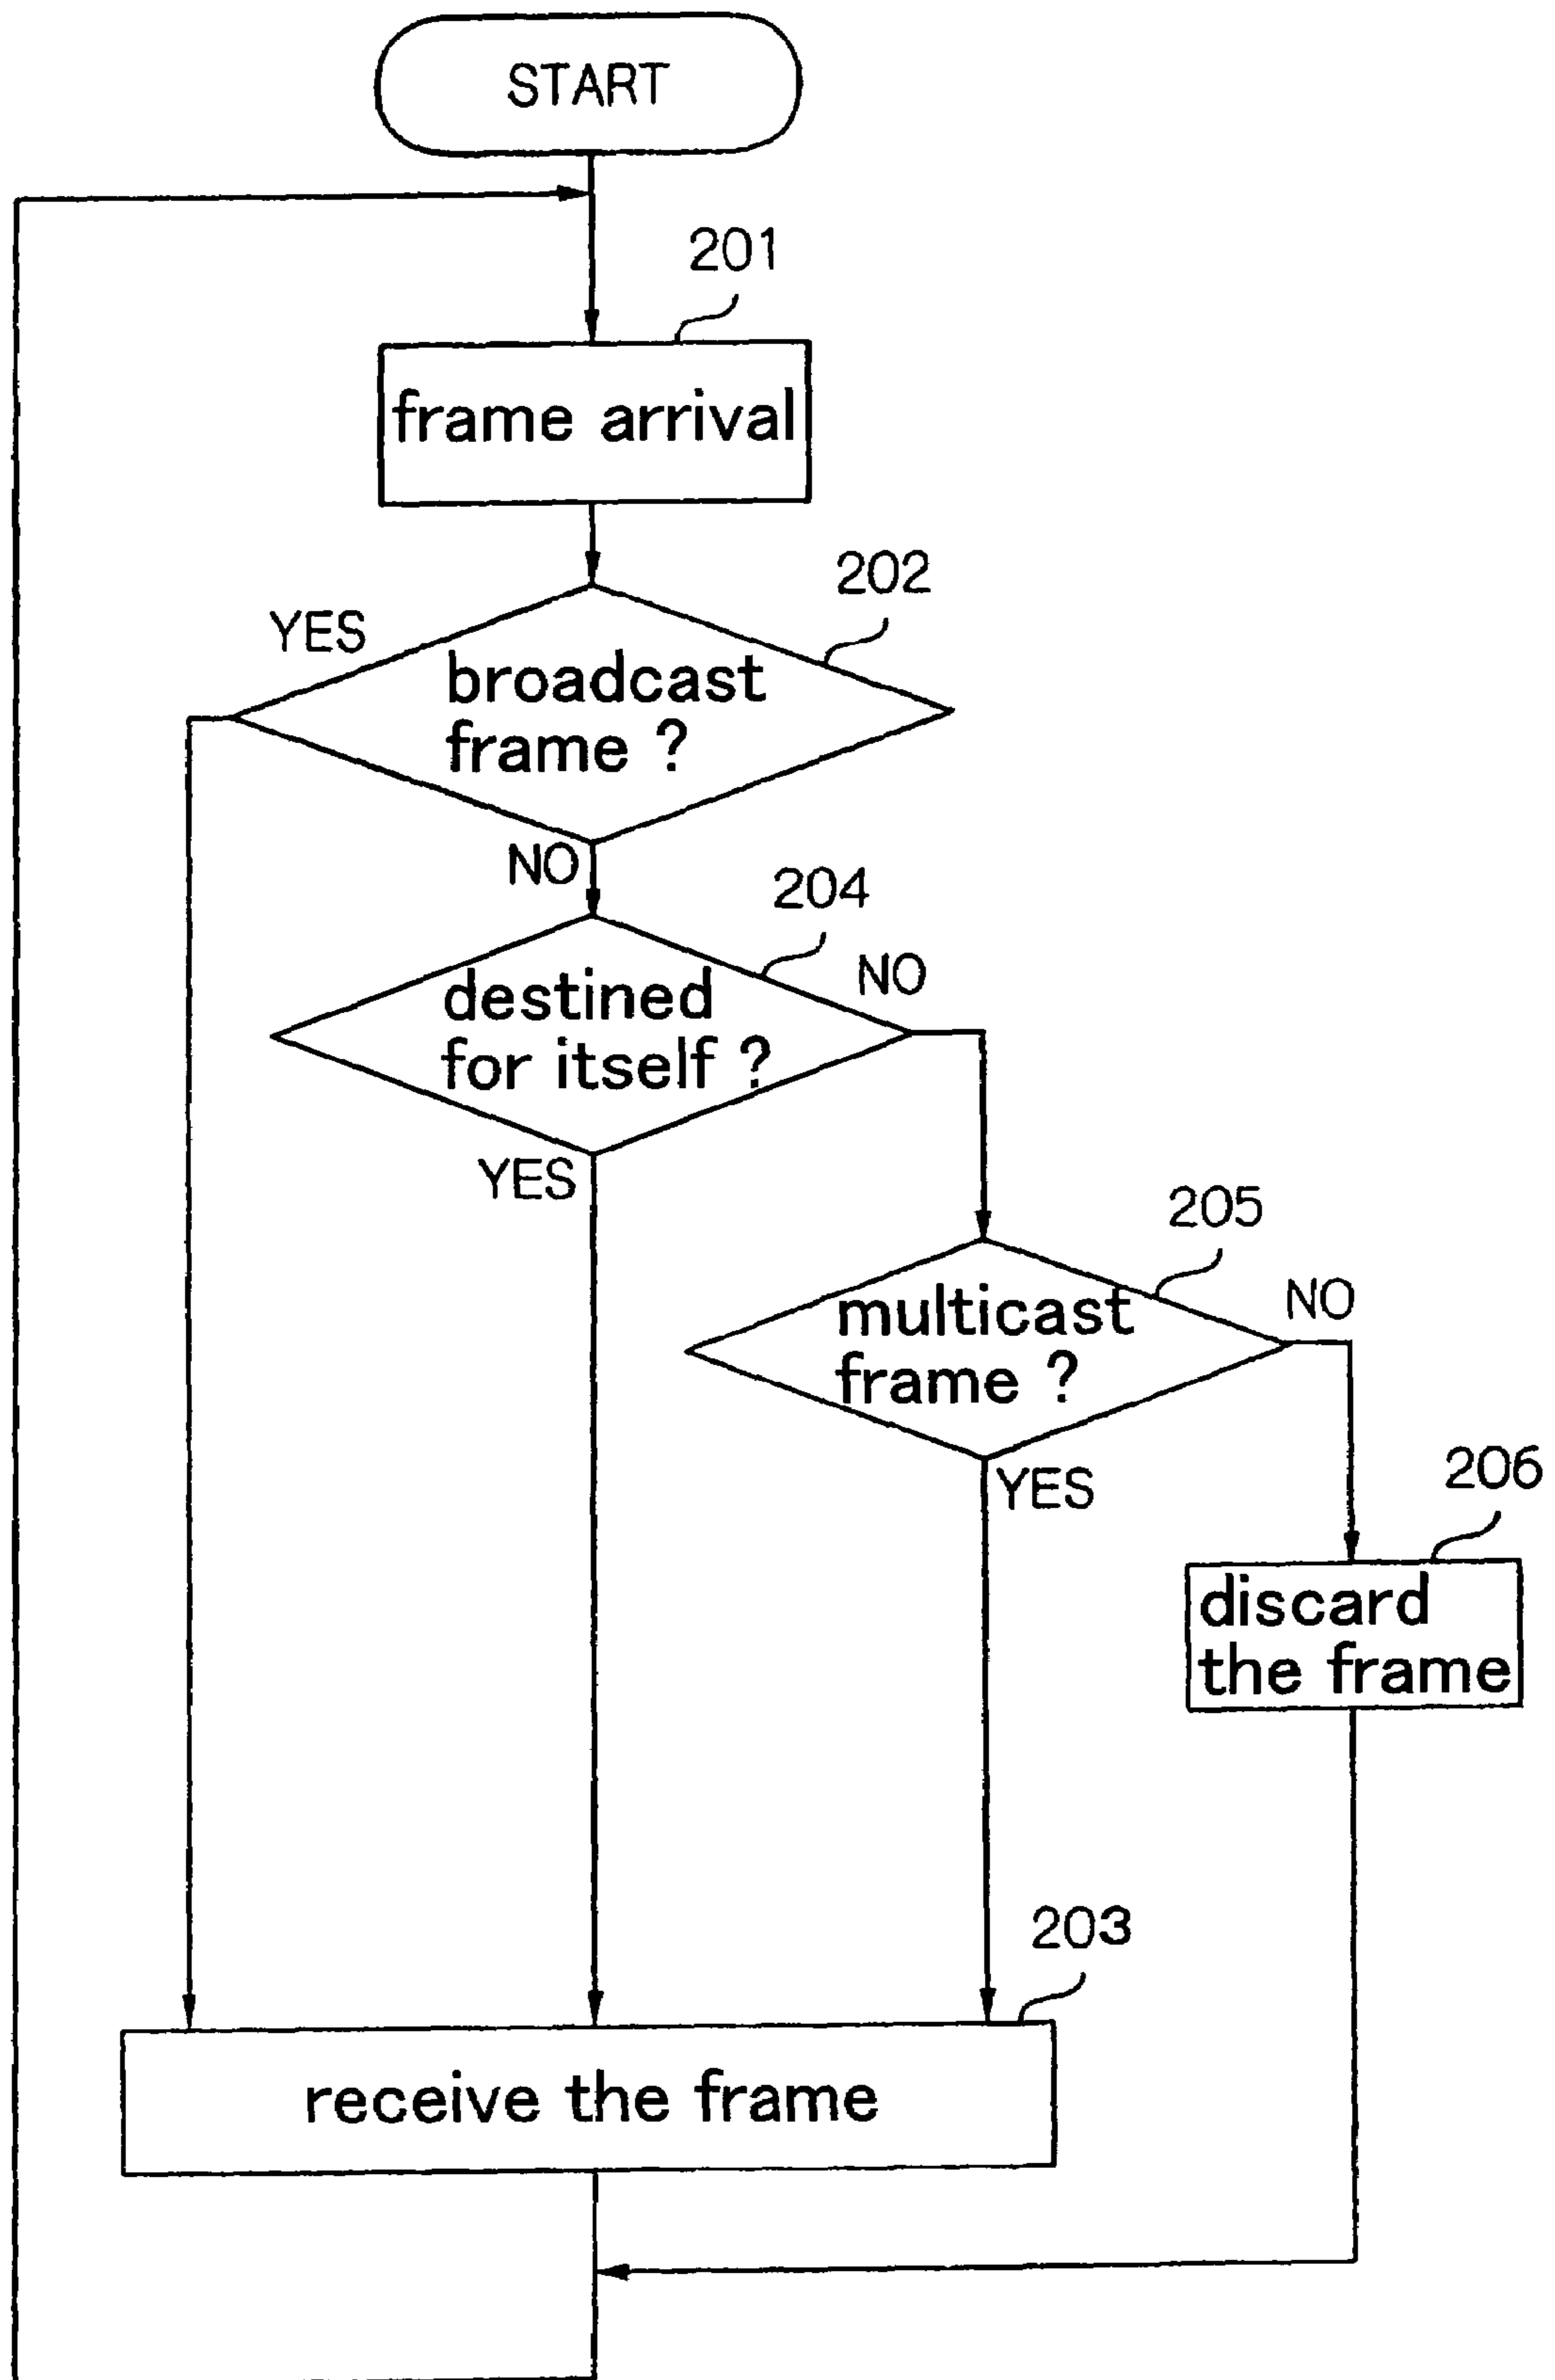 START
201
frame arrival
202
YES
broadcast
frame ?
NO
204
NO
destined
for itself ?
YES
205
NO
multicast
frame ?
YES
206
discard
the frame
203
receive the frame